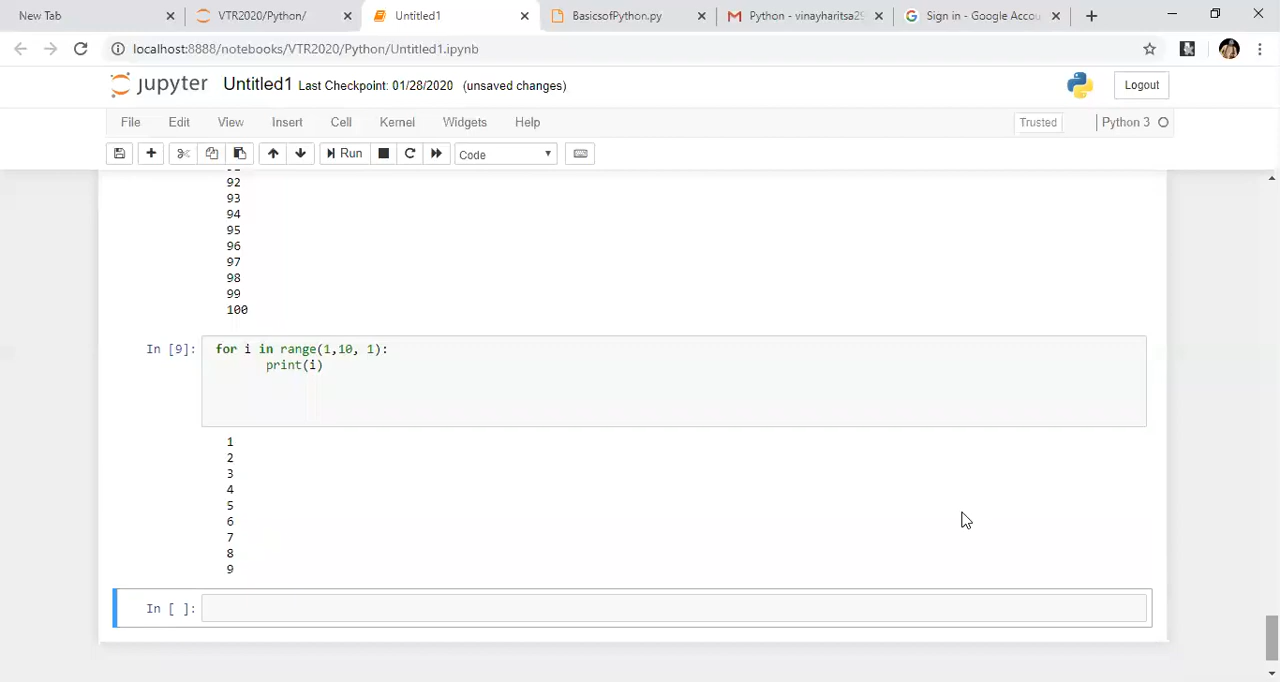 New Tab
VTR2020/Python/
Untitled1
BasicsofPython.py
Python - vinayharitsa29
Sign in - Google Accou
localhost:8888/notebooks/VTR2020/Python/Untitled1.ipynb
jupyter Untitled1 Last Checkpoint: 01/28/2020 (unsaved changes)
Logout
File Edit View Insert Cell Kernel Widgets Help
Trusted
Python 3
Run
Code
92
93
94
95
96
97
98
99
100
In [9]: for i in range(1,10, 1):
print(i)
1
2
3
4
5
6
7
8
9
In [ ]: